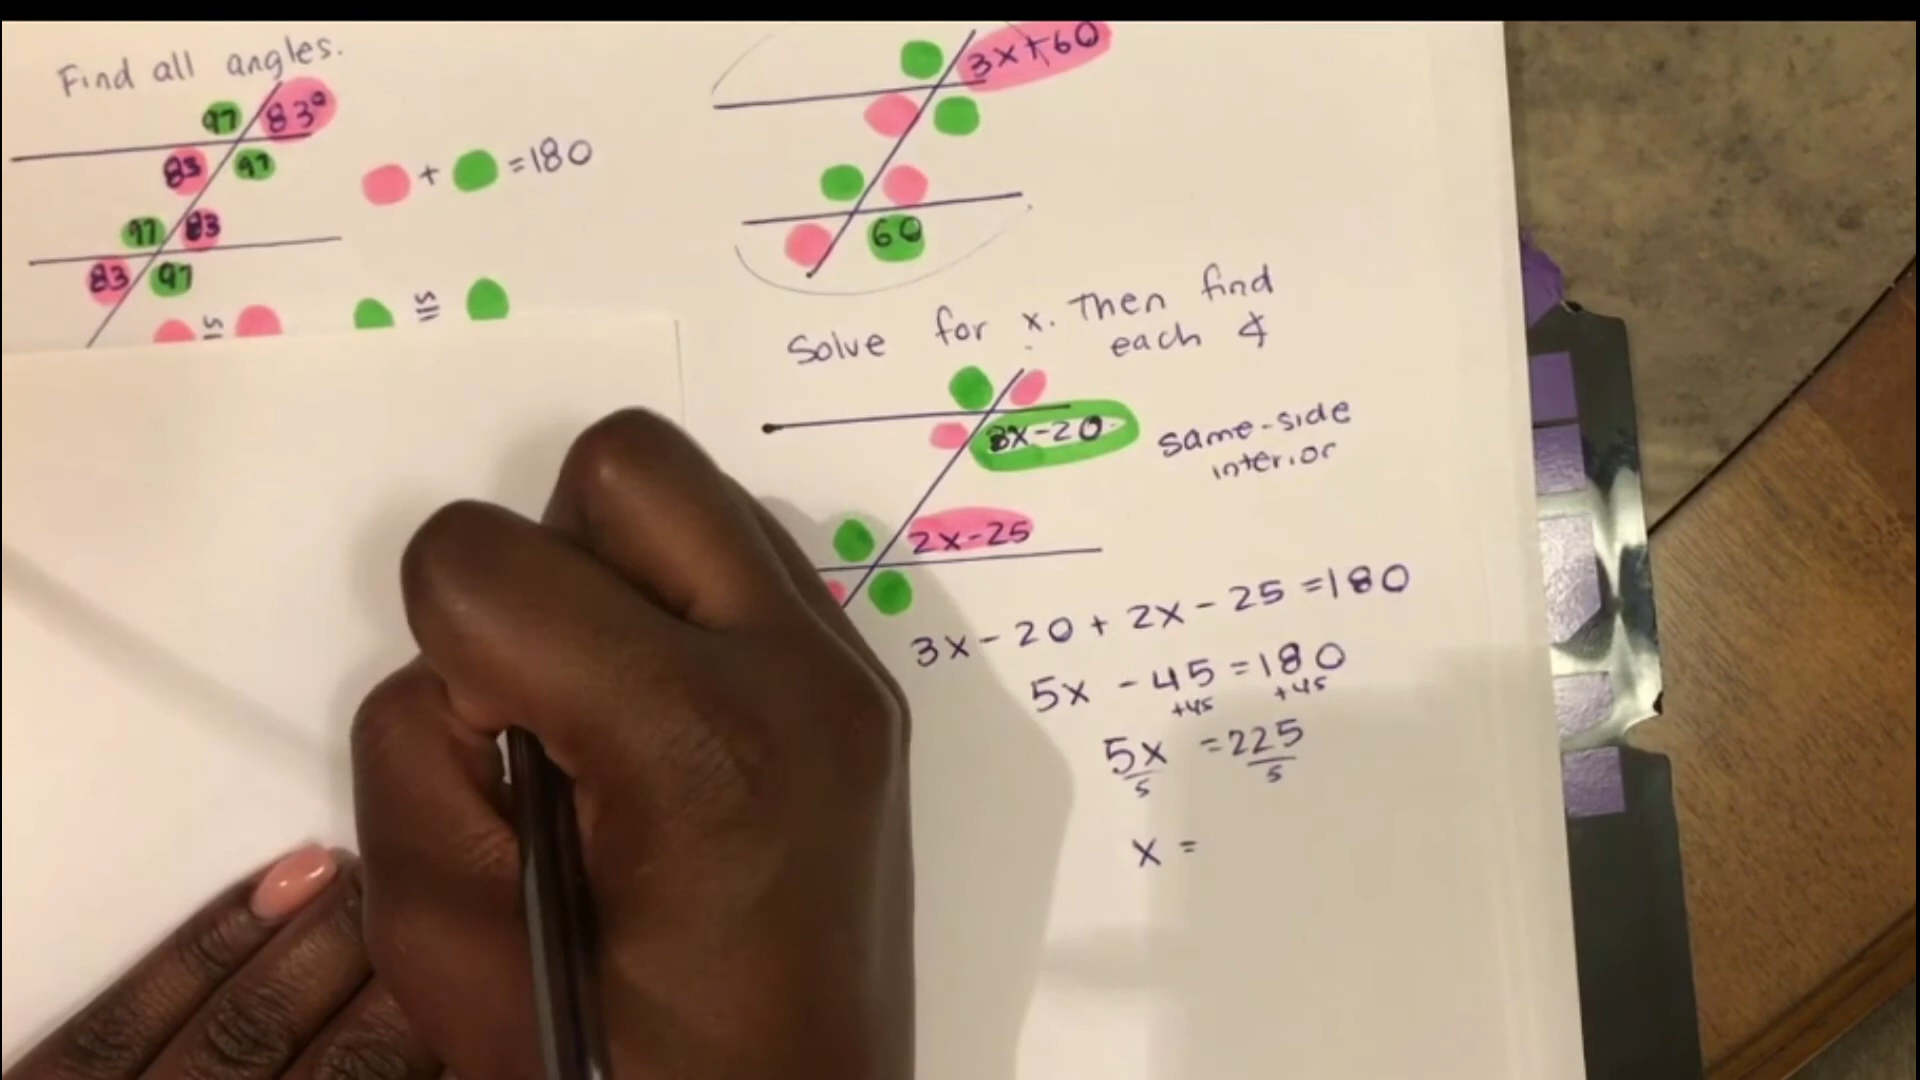 Find all angles.
97 83°
83 97
+ =180
97 83
83 97
≅ ≅
3x+60
60
Solve for x. Then find
each ∡
3x-20
same-side
interior
2x-25
3x-20+2x-25=180
5x -45=180
+45 +45
5x =225
5 5
x =